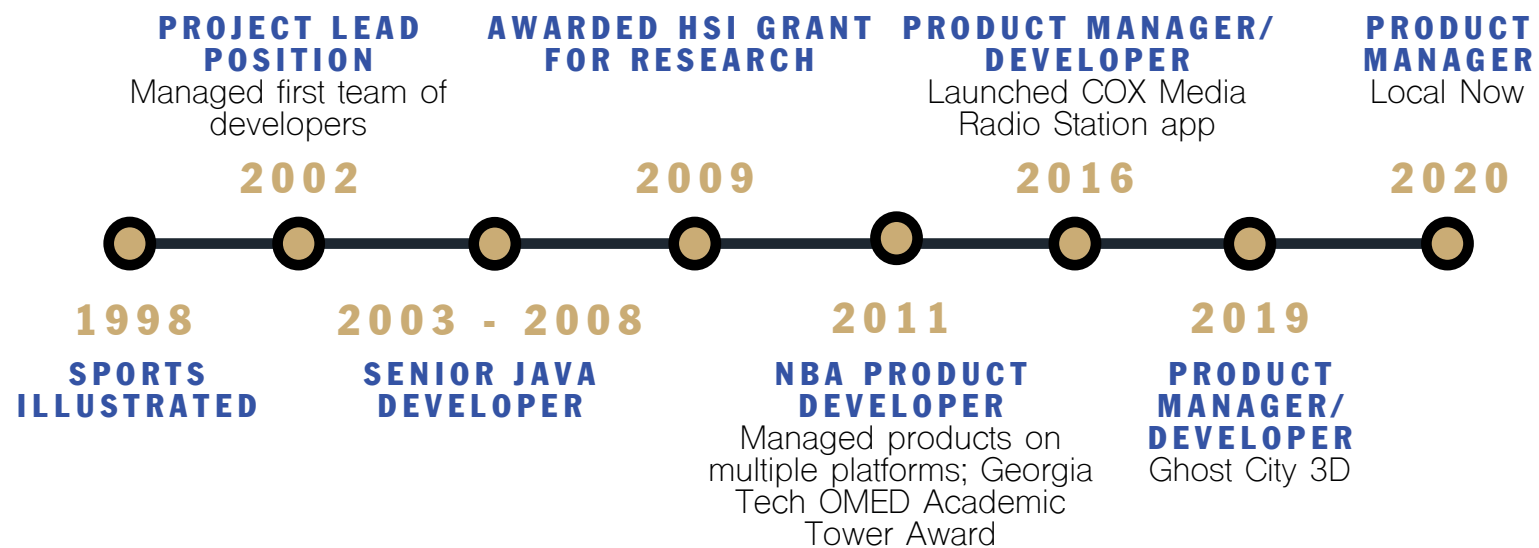 PROJECT LEAD
POSITION
Managed first team of
developers
2002
AWARDED HSI GRANT
FOR RESEARCH
2009
PRODUCT MANAGER/
DEVELOPER
Launched COX Media
Radio Station app
2016
PRODUCT
MANAGER
Local Now
2020
1998
SPORTS
ILLUSTRATED
2003 - 2008
SENIOR JAVA
DEVELOPER
2011
NBA PRODUCT
DEVELOPER
Managed products on
multiple platforms; Georgia
Tech OMED Academic
Tower Award
2019
PRODUCT
MANAGER/
DEVELOPER
Ghost City 3D